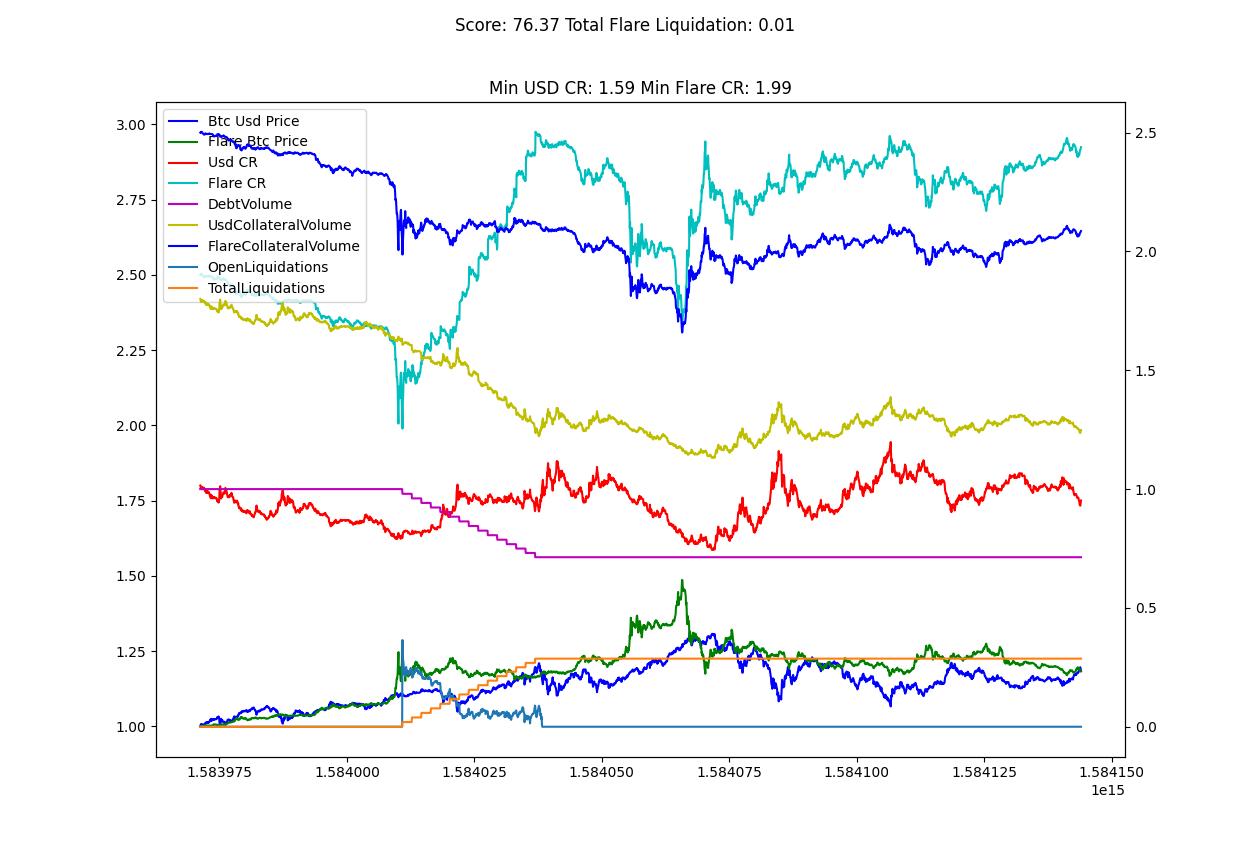 Score: 76.37 Total Flare Liquidation: 0.01
Min USD CR: 1.59 Min Flare CR: 1.99
Btc Usd Price
Flare Btc Price
Usd CR
Flare CR
DebtVolume
UsdCollateralVolume
FlareCollateralVolume
OpenLiquidations
TotalLiquidations
3.00
2.75
2.50
2.25
2.00
1.75
1.50
1.25
1.00
2.5
2.0
1.5
1.0
0.5
0.0
1.583975 1.584000 1.584025 1.584050 1.584075 1.584100 1.584125 1.584150
1e15